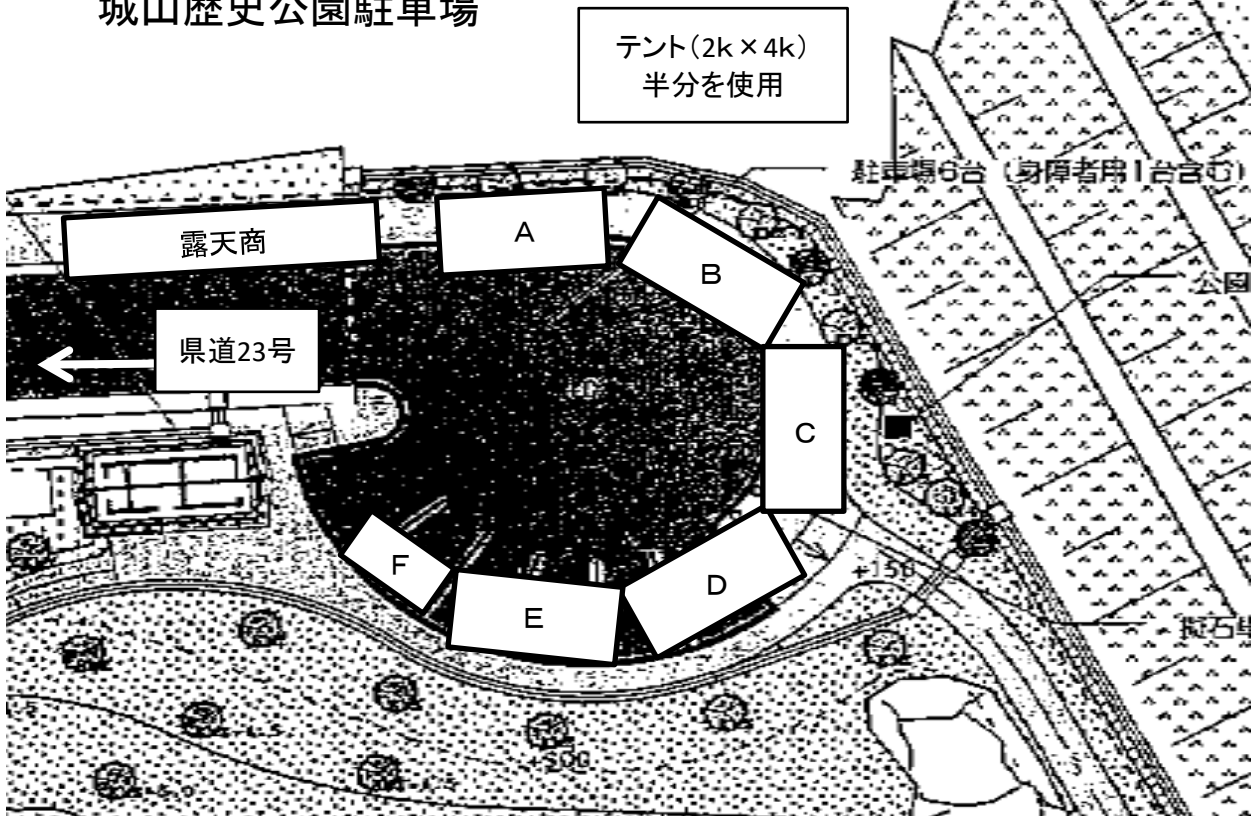 城山歴史公園駐車場
テント(2k×4k)
半分を使用
駐車場6台(身障者用1台含む)
露天商
A
B
公園
県道23号
C
F
D
E
+150
擬石
+500